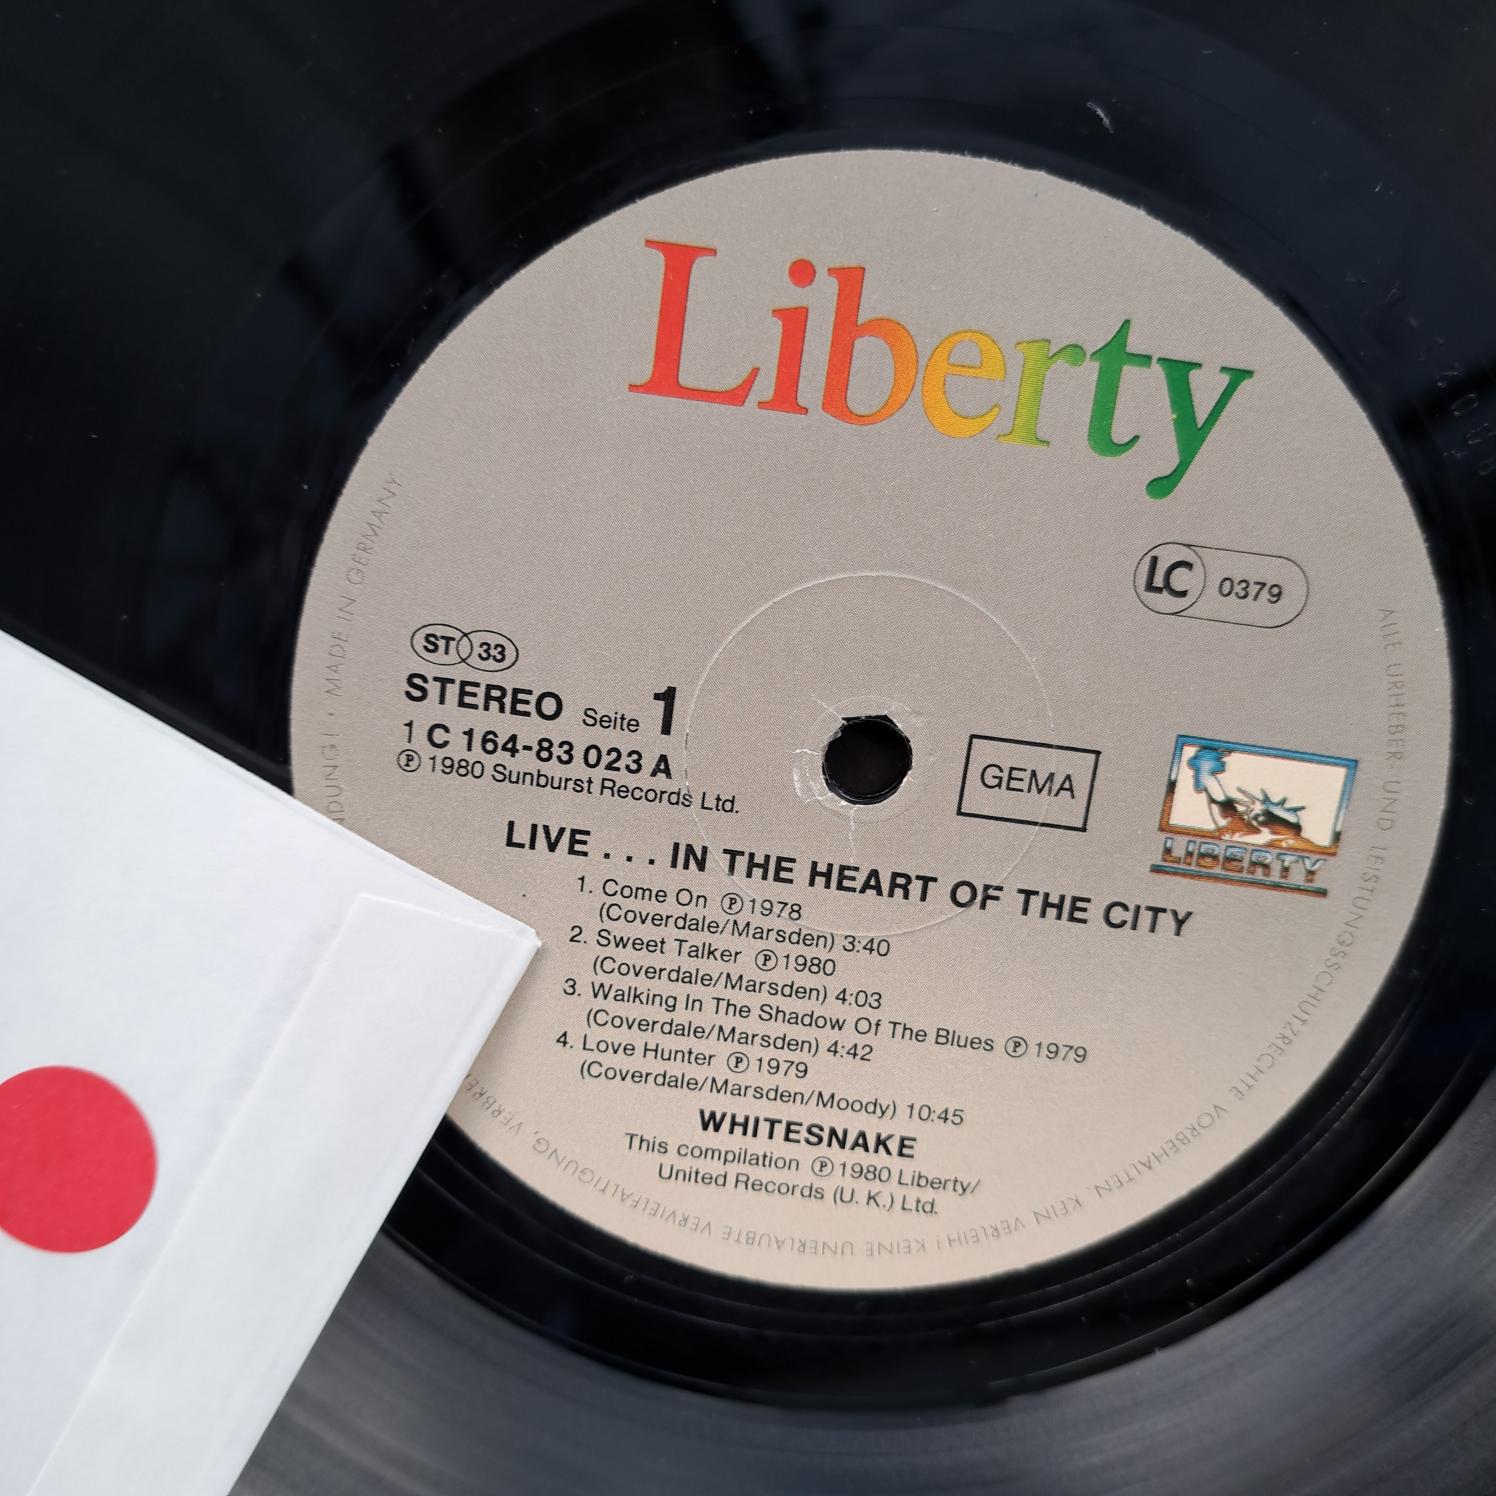 Liberty
LC 0379
ST 33
STEREO Seite 1
1 C 164-83 023 A
Ⓟ 1980 Sunburst Records Ltd.
GEMA
LIBERTY
LIVE . . . IN THE HEART OF THE CITY
1. Come On Ⓟ 1978
(Coverdale/Marsden) 3:40
2. Sweet Talker Ⓟ 1980
(Coverdale/Marsden) 4:03
3. Walking In The Shadow Of The Blues Ⓟ 1979
(Coverdale/Marsden) 4:42
4. Love Hunter Ⓟ 1979
(Coverdale/Marsden/Moody) 10:45
WHITESNAKE
This compilation Ⓟ 1980 Liberty/
United Records (U. K.) Ltd.
ALLE URHEBER UND LEISTUNGSSCHUTZRECHTE VORBEHALTEN. KEIN VERLEIH! KEINE UNERLAUBTE VERVIELFÄLTIGUNG,
MADE IN GERMANY